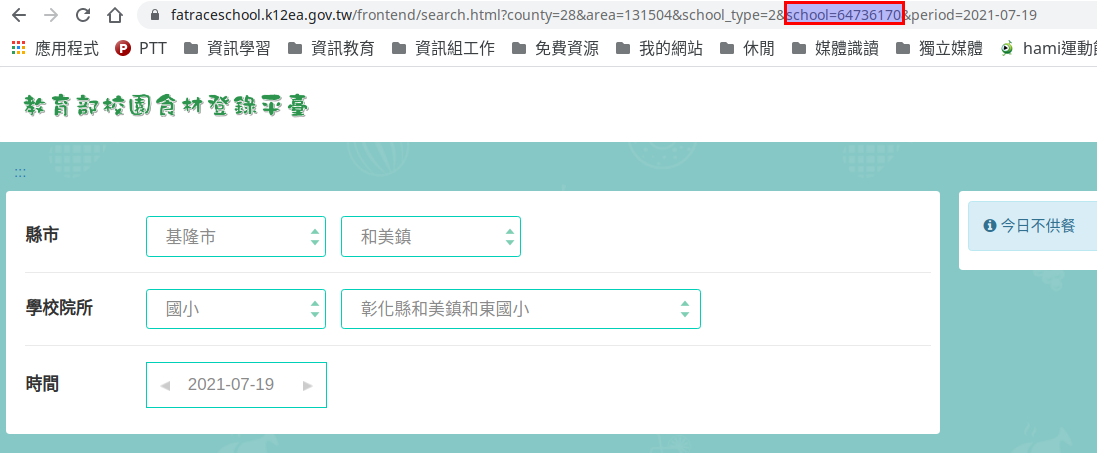 fatraceschool.k12ea.gov.tw/frontend/search.html?county=28&area=131504&school_type=2&school=64736170&period=2021-07-19
應用程式 PTT 資訊學習 資訊教育 資訊組工作 免費資源 我的網站 休閒 媒體識讀 獨立媒體 hami運動館
教育部校園食材登錄平臺
:::
縣市 基隆市 和美鎮
今日不供餐
學校院所 國小 彰化縣和美鎮和東國小
時間 2021-07-19